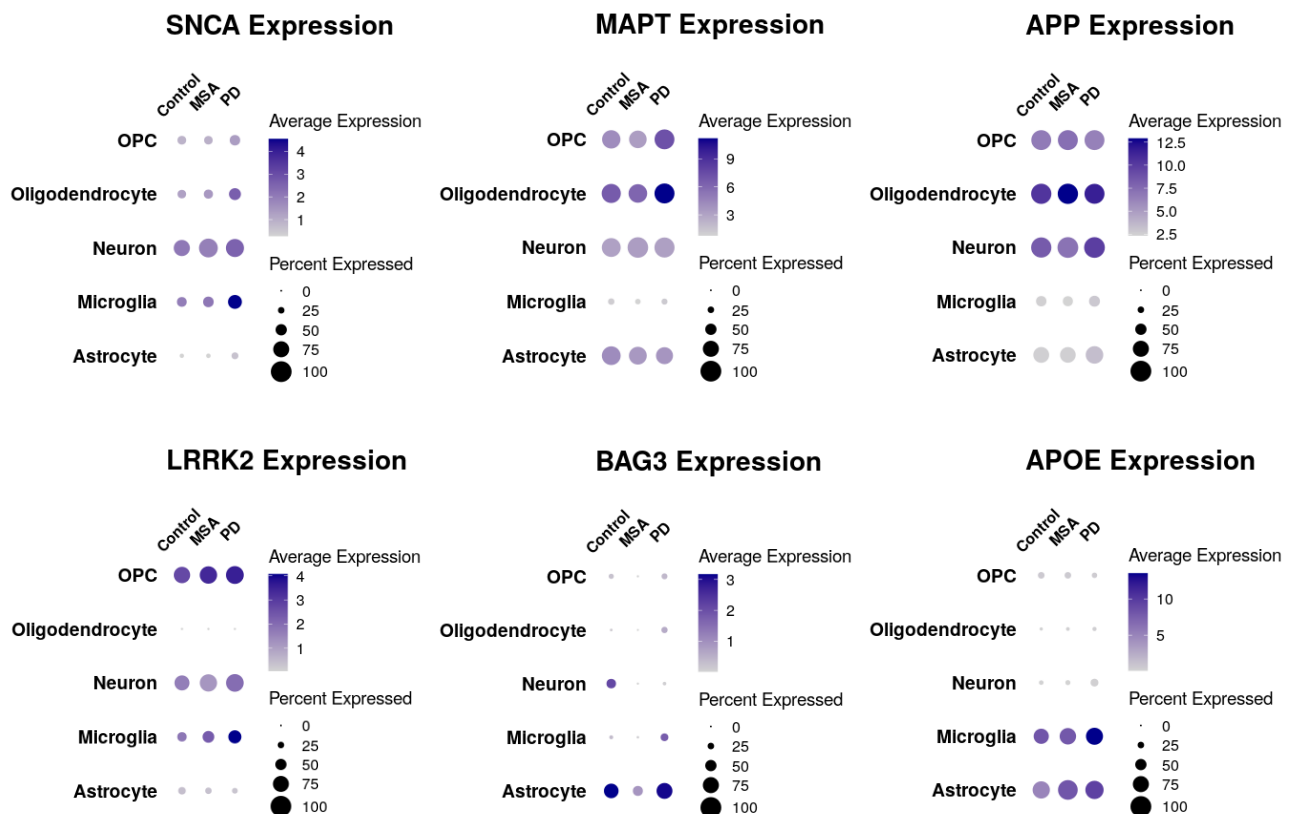 SNCA Expression
Control MSA PD
OPC
Oligodendrocyte
Neuron
Microglia
Astrocyte
Average Expression
4
3
2
1
Percent Expressed
0
25
50
75
100
MAPT Expression
Control MSA PD
OPC
Oligodendrocyte
Neuron
Microglia
Astrocyte
Average Expression
9
6
3
Percent Expressed
0
25
50
75
100
APP Expression
Control MSA PD
OPC
Oligodendrocyte
Neuron
Microglia
Astrocyte
Average Expression
12.5
10.0
7.5
5.0
2.5
Percent Expressed
0
25
50
75
100
LRRK2 Expression
Control MSA PD
OPC
Oligodendrocyte
Neuron
Microglia
Astrocyte
Average Expression
4
3
2
1
Percent Expressed
0
25
50
75
100
BAG3 Expression
Control MSA PD
OPC
Oligodendrocyte
Neuron
Microglia
Astrocyte
Average Expression
3
2
1
Percent Expressed
0
25
50
75
100
APOE Expression
Control MSA PD
OPC
Oligodendrocyte
Neuron
Microglia
Astrocyte
Average Expression
10
5
Percent Expressed
0
25
50
75
100